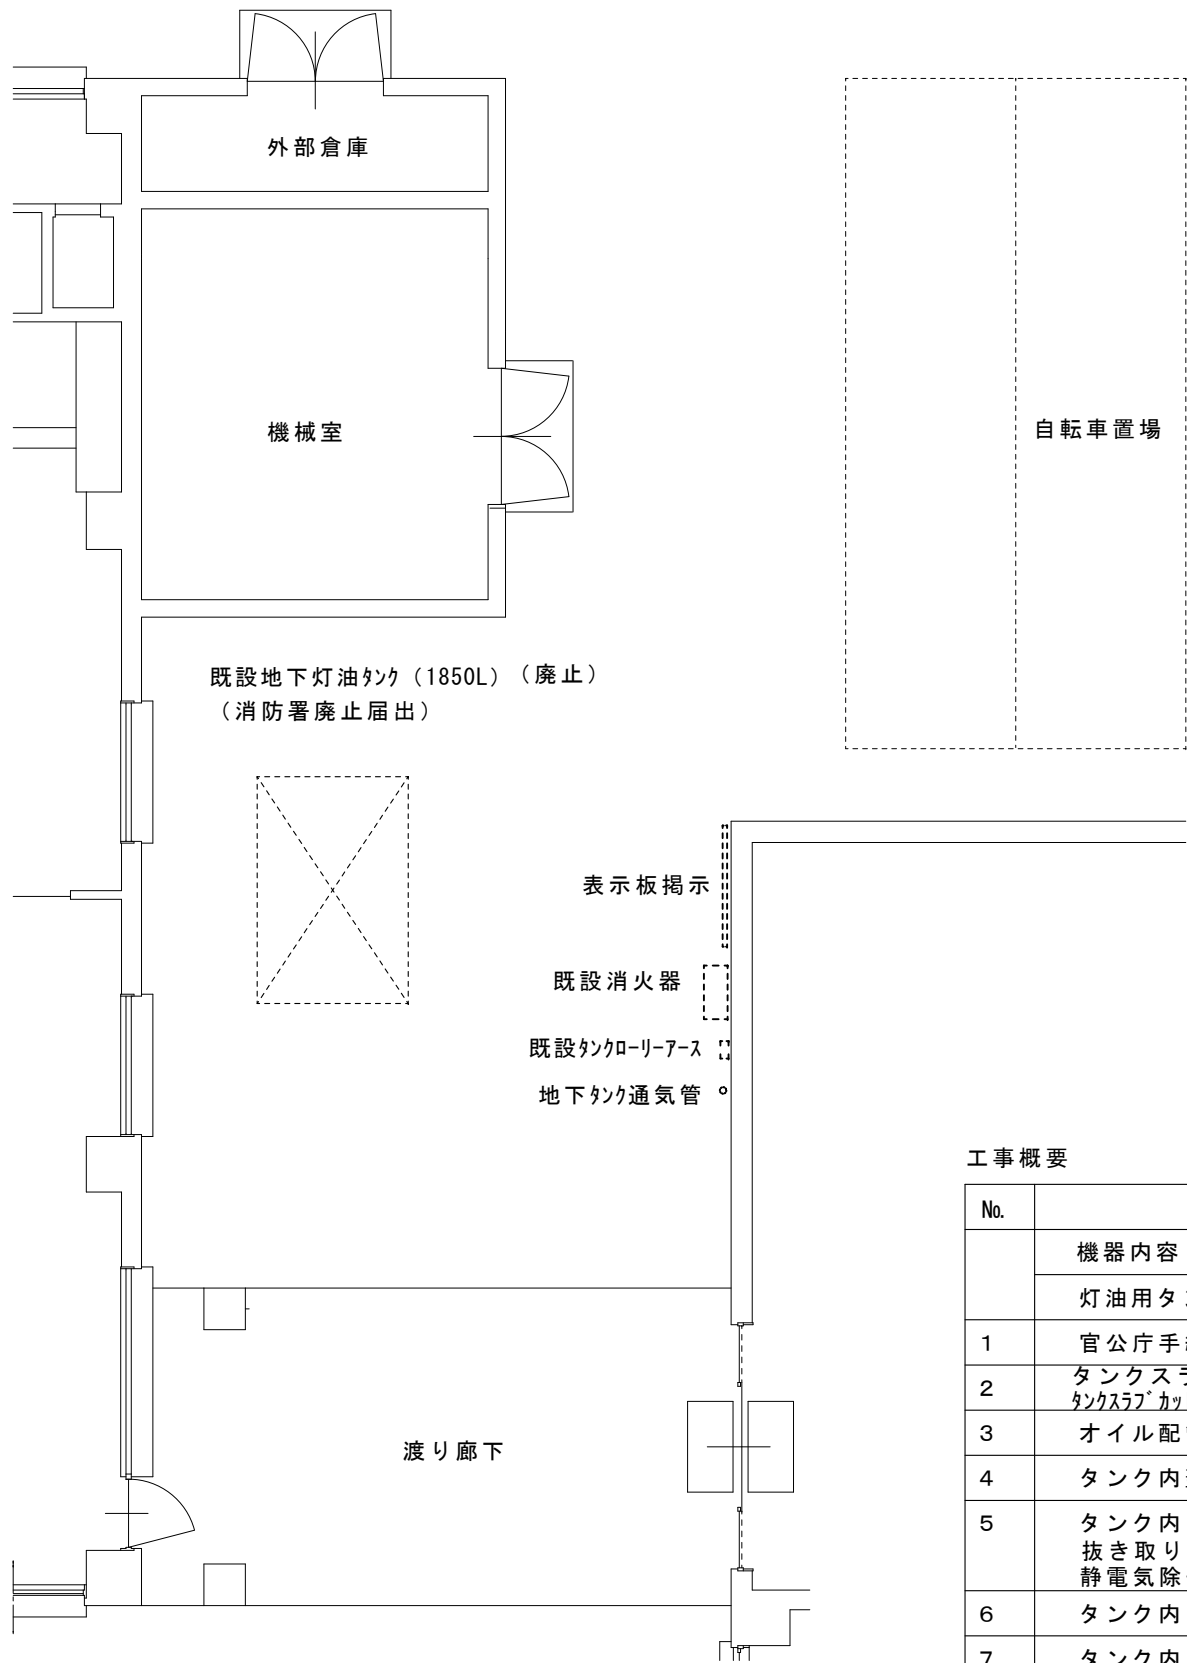 外部倉庫
機械室
自転車置場
既設地下灯油ﾀﾝｸ（1850L）（廃止）
（消防署廃止届出）
表示板掲示
既設消火器
既設ﾀﾝｸﾛｰﾘｰｱｰｽ
地下ﾀﾝｸ通気管
渡り廊下
工事概要
No.
機器内容
灯油用タ
1 官公庁手
2 タンクスラ
ﾀﾝｸｽﾗﾌﾞｶｯ
3 オイル配
4 タンク内
5 タンク内
抜き取り
静電気除
6 タンク内
7 タンク内